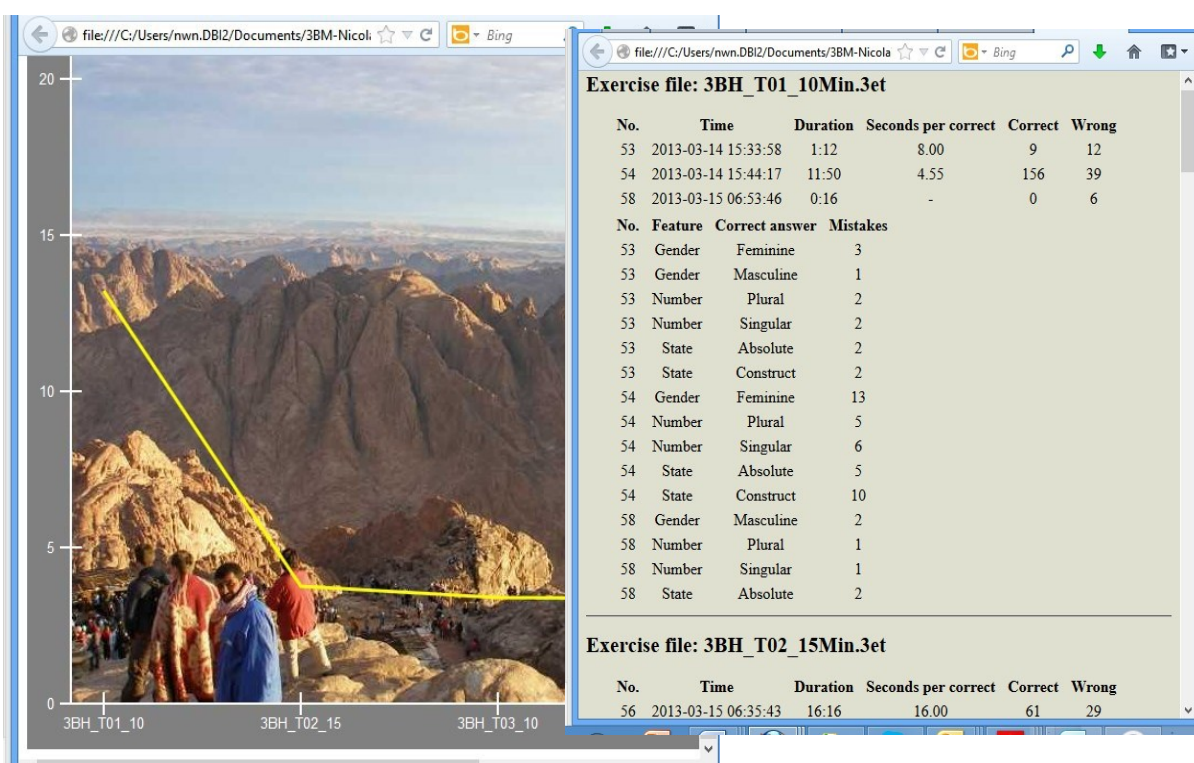 file:///C:/Users/nwn.DBI2/Documents/3BM-Nicol
Bing
20
15
10
5
0
3BH_T01_10 3BH_T02_15 3BH_T03_10
file:///C:/Users/nwn.DBI2/Documents/3BM-Nicola
Bing
Exercise file: 3BH_T01_10Min.3et
No. Time Duration Seconds per correct Correct Wrong
53 2013-03-14 15:33:58 1:12 8.00 9 12
54 2013-03-14 15:44:17 11:50 4.55 156 39
58 2013-03-15 06:53:46 0:16 - 0 6
No. Feature Correct answer Mistakes
53 Gender Feminine 3
53 Gender Masculine 1
53 Number Plural 2
53 Number Singular 2
53 State Absolute 2
53 State Construct 2
54 Gender Feminine 13
54 Number Plural 5
54 Number Singular 6
54 State Absolute 5
54 State Construct 10
58 Gender Masculine 2
58 Number Plural 1
58 Number Singular 1
58 State Absolute 2
Exercise file: 3BH_T02_15Min.3et
No. Time Duration Seconds per correct Correct Wrong
56 2013-03-15 06:35:43 16:16 16.00 61 29